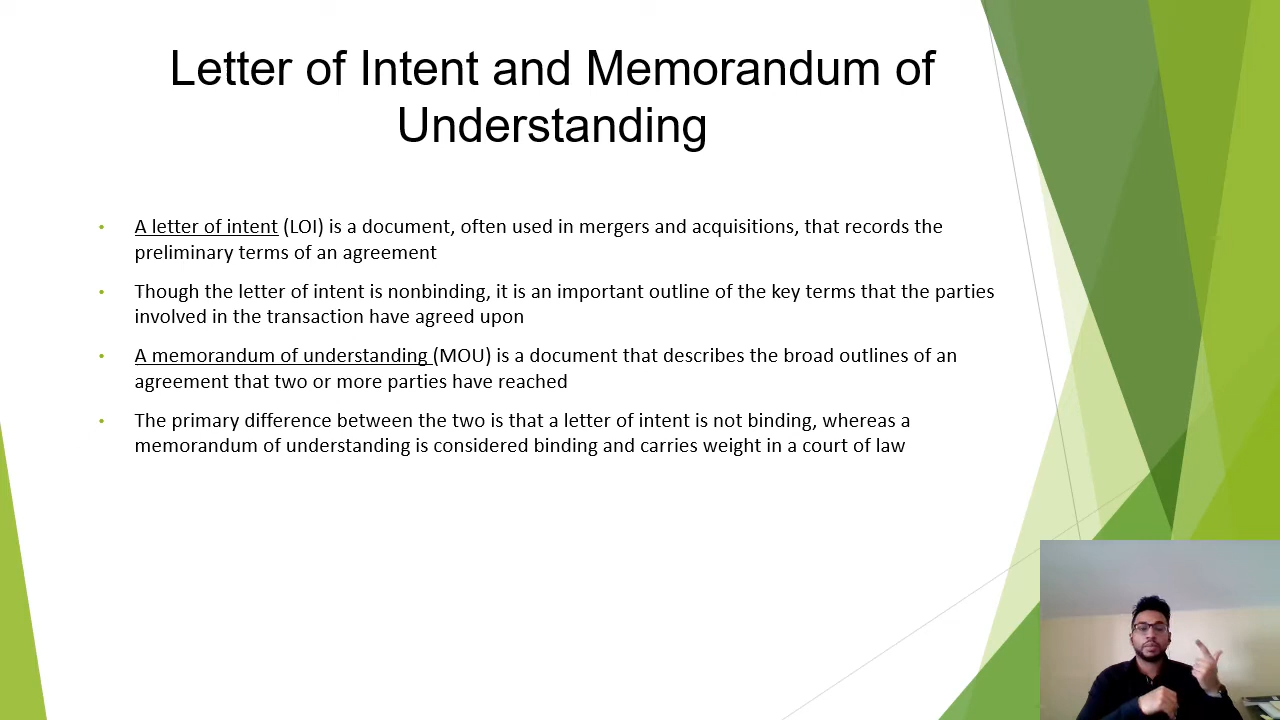 Letter of Intent and Memorandum of
Understanding
• A letter of intent (LOI) is a document, often used in mergers and acquisitions, that records the
preliminary terms of an agreement
• Though the letter of intent is nonbinding, it is an important outline of the key terms that the parties
involved in the transaction have agreed upon
• A memorandum of understanding (MOU) is a document that describes the broad outlines of an
agreement that two or more parties have reached
• The primary difference between the two is that a letter of intent is not binding, whereas a
memorandum of understanding is considered binding and carries weight in a court of law